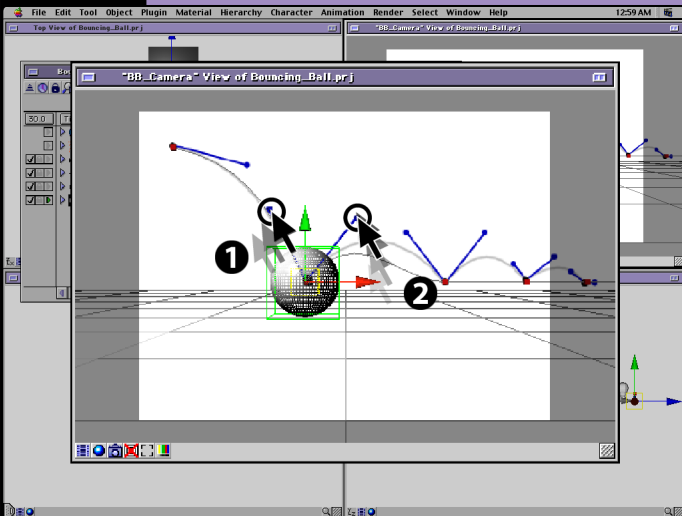 File Edit Tool Object Plugin Material Hierarchy Character Animation Render Select Window Help 12:59 AM
Top View of Bouncing_Ball.prj
"BB_Camera" View of Bouncing_Ball.prj
"BB_Camera" View of Bouncing_Ball.prj
30.0
1
2